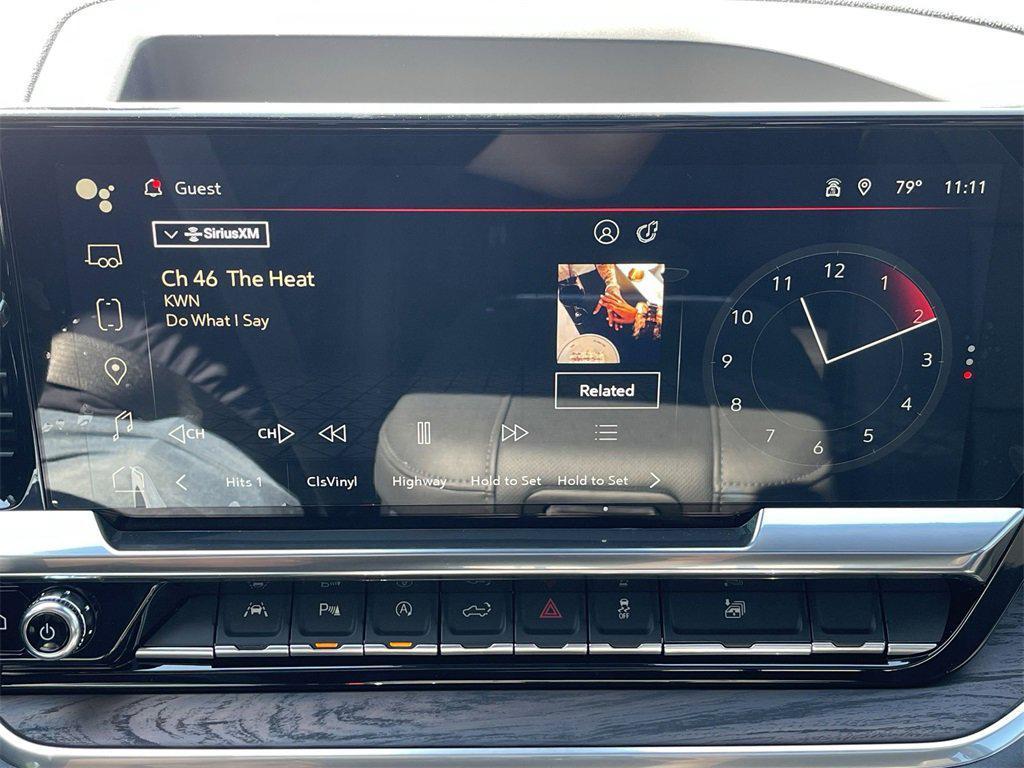 Guest
79° 11:11
SiriusXM
Ch 46 The Heat
KWN
Do What I Say
Related
CH CH
Hits 1 ClsVinyl Highway Hold to Set Hold to Set
12
1
2
3
4
5
6
7
8
9
10
11
P
A
OFF